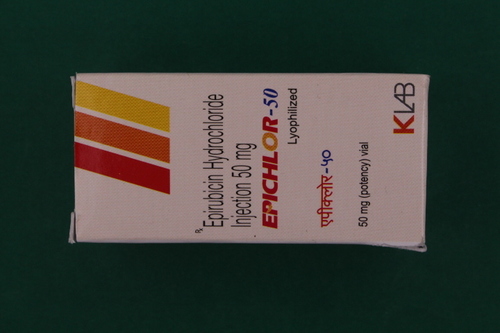 Rx
Epirubicin Hydrochloride
Injection 50 mg
EPICHLOR-50
Lyophilized
एपीक्लोर-५०
50 mg (potency) vial
KLAB